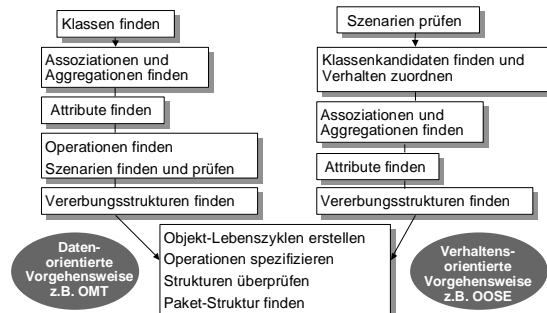 Klassen finden
Assoziationen und
Aggregationen finden
Attribute finden
Operationen finden
Szenarien finden und prüfen
Vererbungsstrukturen finden
Szenarien prüfen
Klassenkandidaten finden und
Verhalten zuordnen
Assoziationen und
Aggregationen finden
Attribute finden
Vererbungsstrukturen finden
Daten-
orientierte
Vorgehensweise
z.B. OMT
Objekt-Lebenszyklen erstellen
Operationen spezifizieren
Strukturen überprüfen
Paket-Struktur finden
Verhaltens-
orientierte
Vorgehensweise
z.B. OOSE